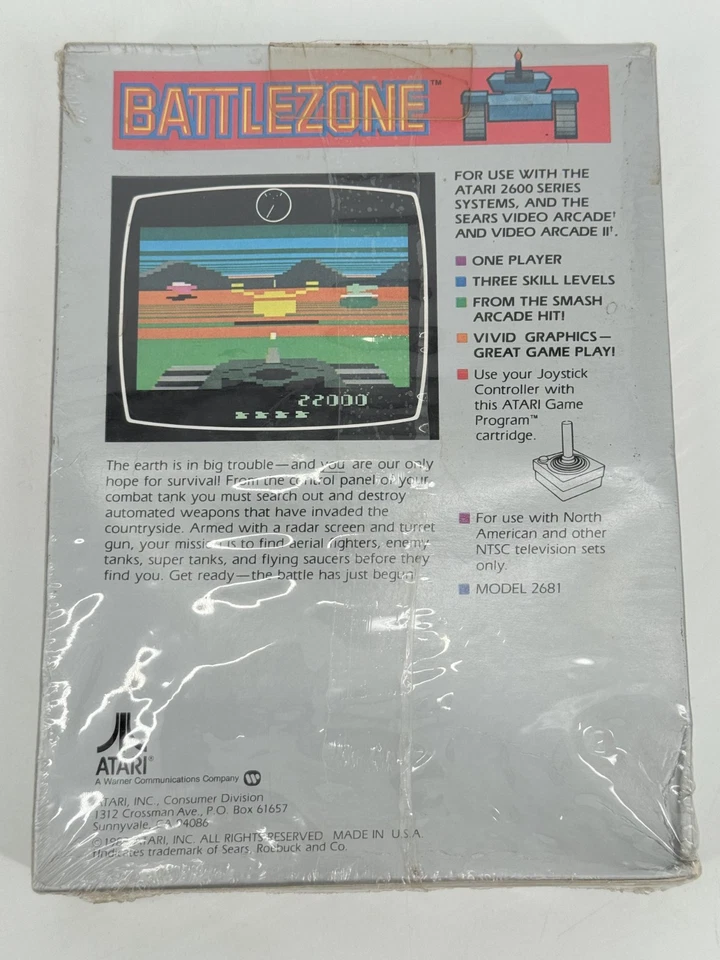 BATTLEZONE™
FOR USE WITH THE
ATARI 2600 SERIES
SYSTEMS, AND THE
SEARS VIDEO ARCADE†
AND VIDEO ARCADE II†.
ONE PLAYER
THREE SKILL LEVELS
FROM THE SMASH
ARCADE HIT!
VIVID GRAPHICS—
GREAT GAME PLAY!
Use your Joystick
Controller with
this ATARI Game
Program™
cartridge.
For use with North
American and other
NTSC television sets
only.
MODEL 2681
22000
The earth is in big trouble—and you are our only
hope for survival! From the control panel of your
combat tank you must search out and destroy
automated weapons that have invaded the
countryside. Armed with a radar screen and turret
gun, your mission is to find aerial fighters, enemy
tanks, super tanks, and flying saucers before they
find you. Get ready—the battle has just begun!
ATARI®
A Warner Communications Company
ATARI, INC., Consumer Division
1312 Crossman Ave., P.O. Box 61657
Sunnyvale, CA 94086
ATARI, INC. ALL RIGHTS RESERVED MADE IN U.S.A.
†Indicates trademark of Sears, Roebuck and Co.